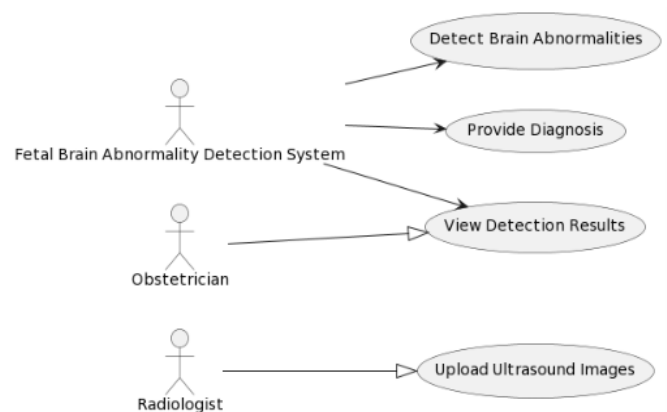 Detect Brain Abnormalities
Provide Diagnosis
Fetal Brain Abnormality Detection System
View Detection Results
Obstetrician
Upload Ultrasound Images
Radiologist